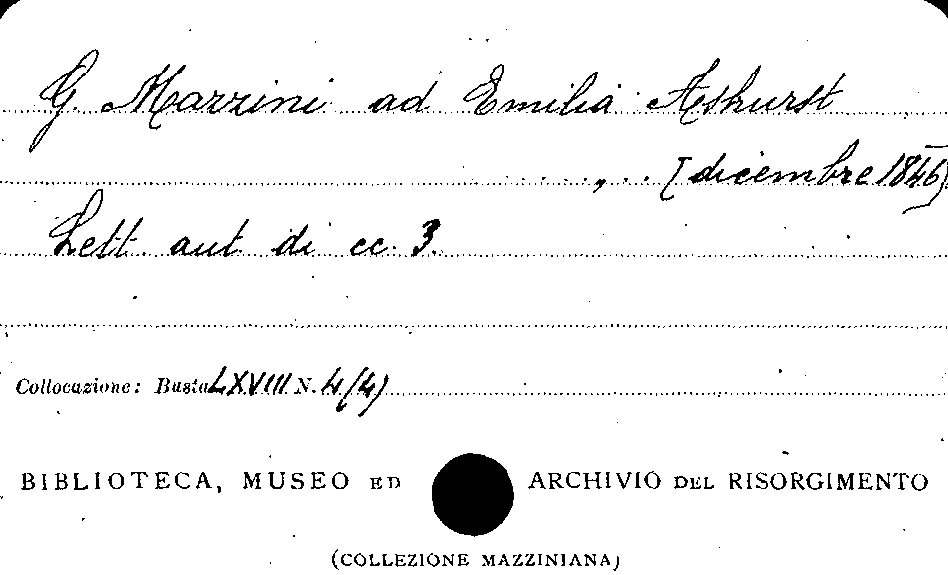 G. Mazzini ad Emilia Ashurst
„ [dicembre 1846]
Lett. aut. di cc. 3.
Collocazione: Busta LXVIII N. 4(4)
BIBLIOTECA, MUSEO ED ARCHIVIO DEL RISORGIMENTO
(COLLEZIONE MAZZINIANA)